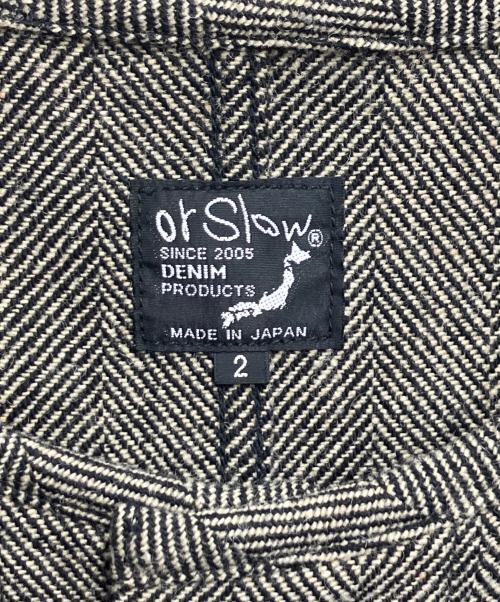 orSlow®
SINCE 2005
DENIM
PRODUCTS
MADE IN JAPAN
2